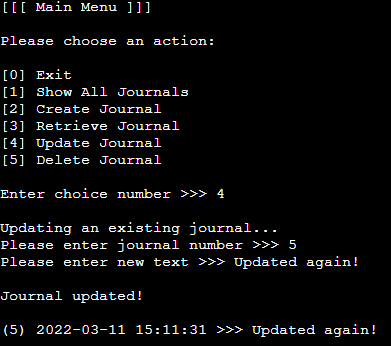 [[[ Main Menu ]]]
Please choose an action:
[0] Exit
[1] Show All Journals
[2] Create Journal
[3] Retrieve Journal
[4] Update Journal
[5] Delete Journal
Enter choice number >>> 4
Updating an existing journal...
Please enter journal number >>> 5
Please enter new text >>> Updated again!
Journal updated!
(5) 2022-03-11 15:11:31 >>> Updated again!